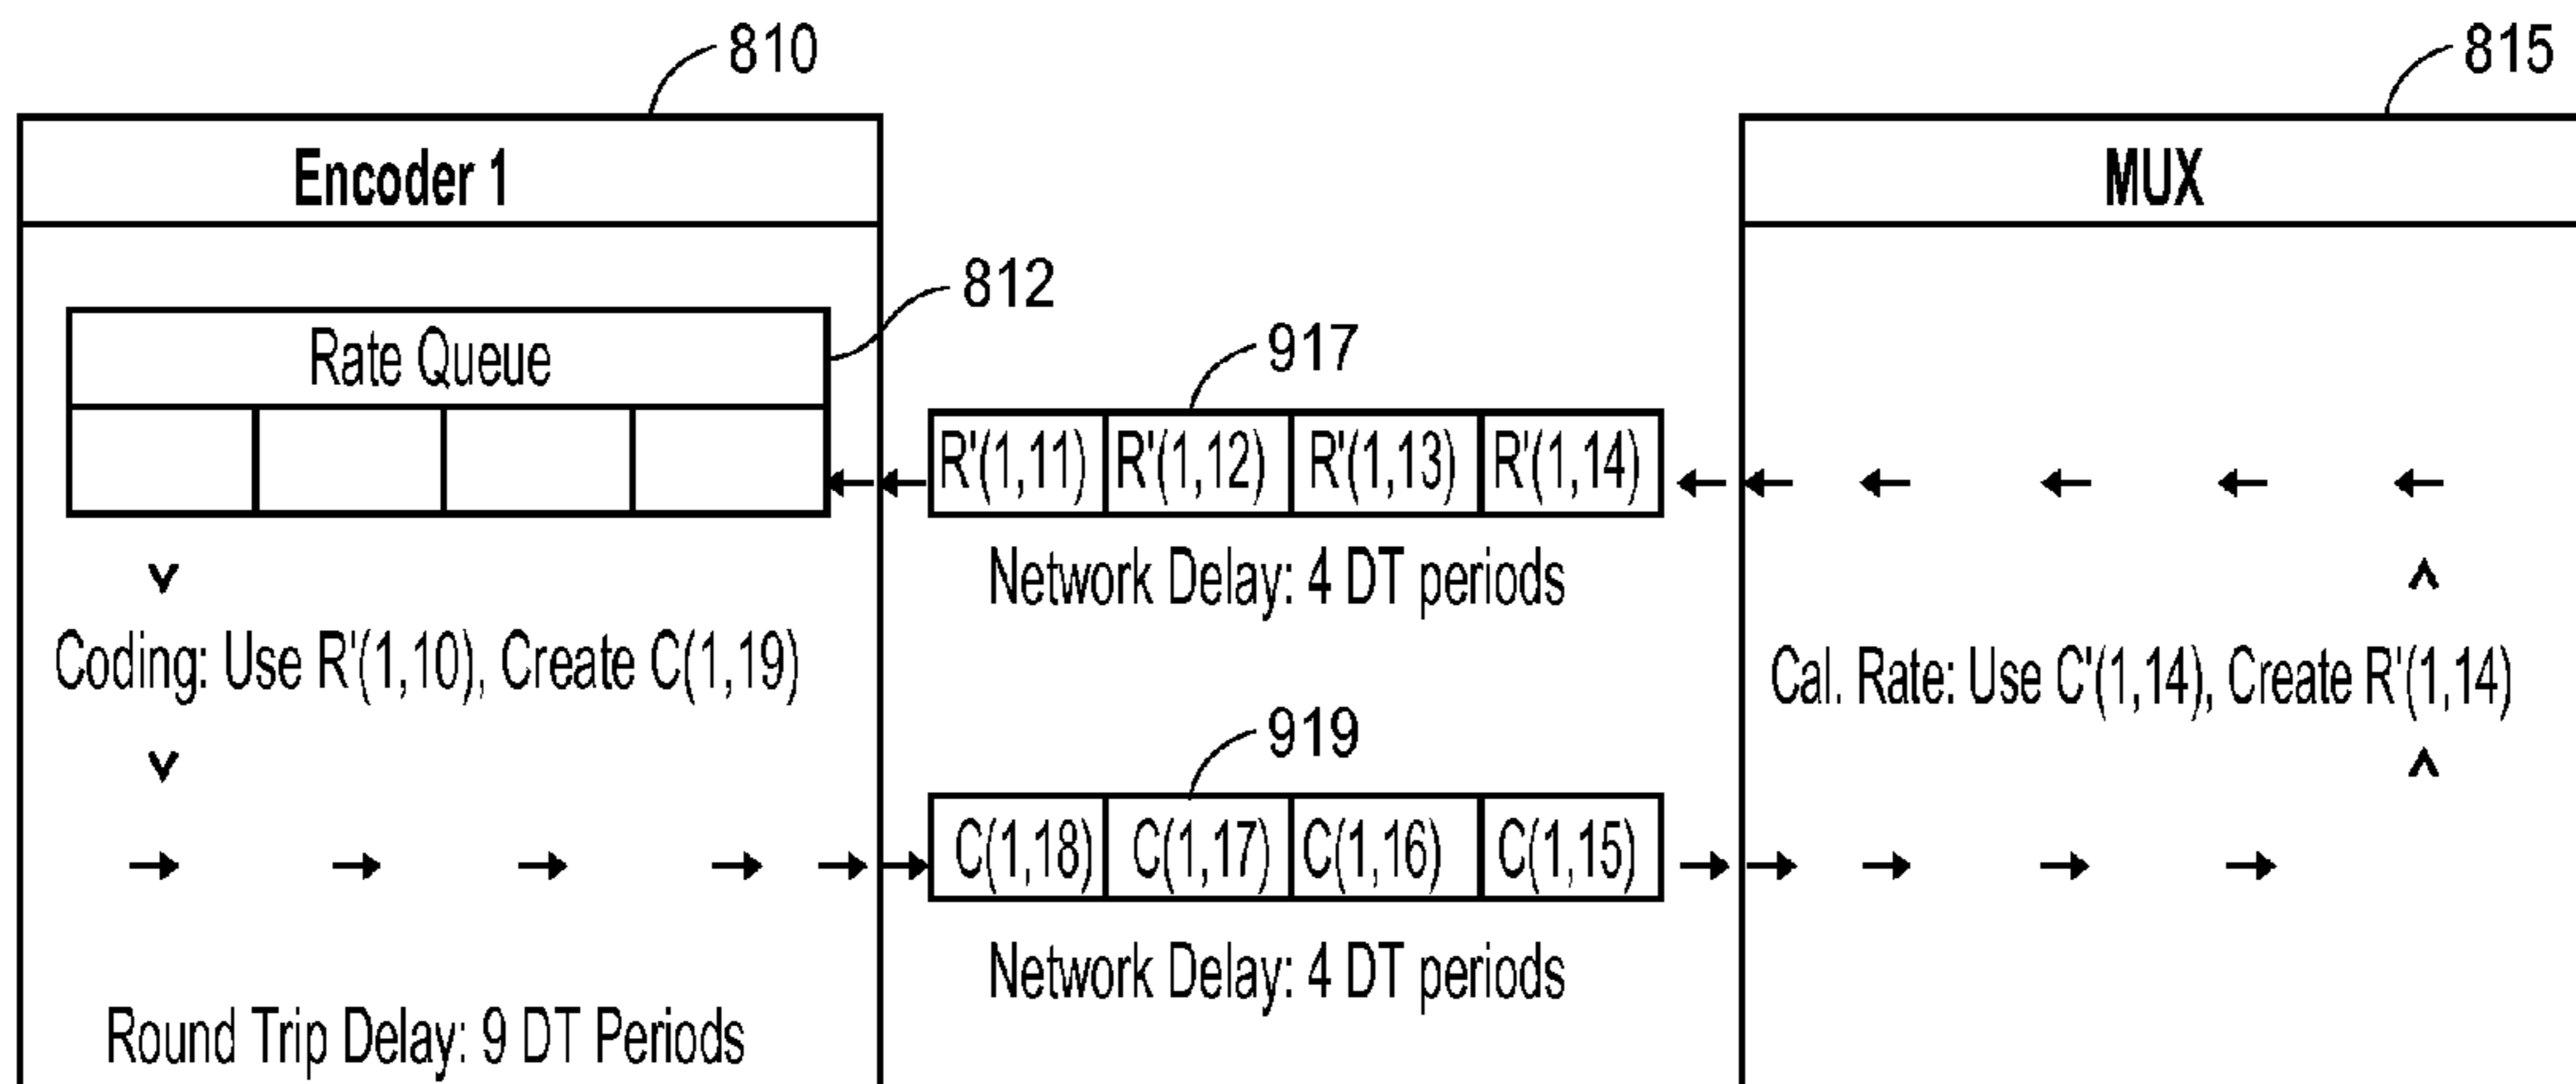 810
815
Encoder 1
MUX
812
Rate Queue
917
R'(1,11) R'(1,12) R'(1,13) R'(1,14)
Network Delay: 4 DT periods
Coding: Use R'(1,10), Create C(1,19)
Cal. Rate: Use C'(1,14), Create R'(1,14)
919
C(1,18) C(1,17) C(1,16) C(1,15)
Network Delay: 4 DT periods
Round Trip Delay: 9 DT Periods